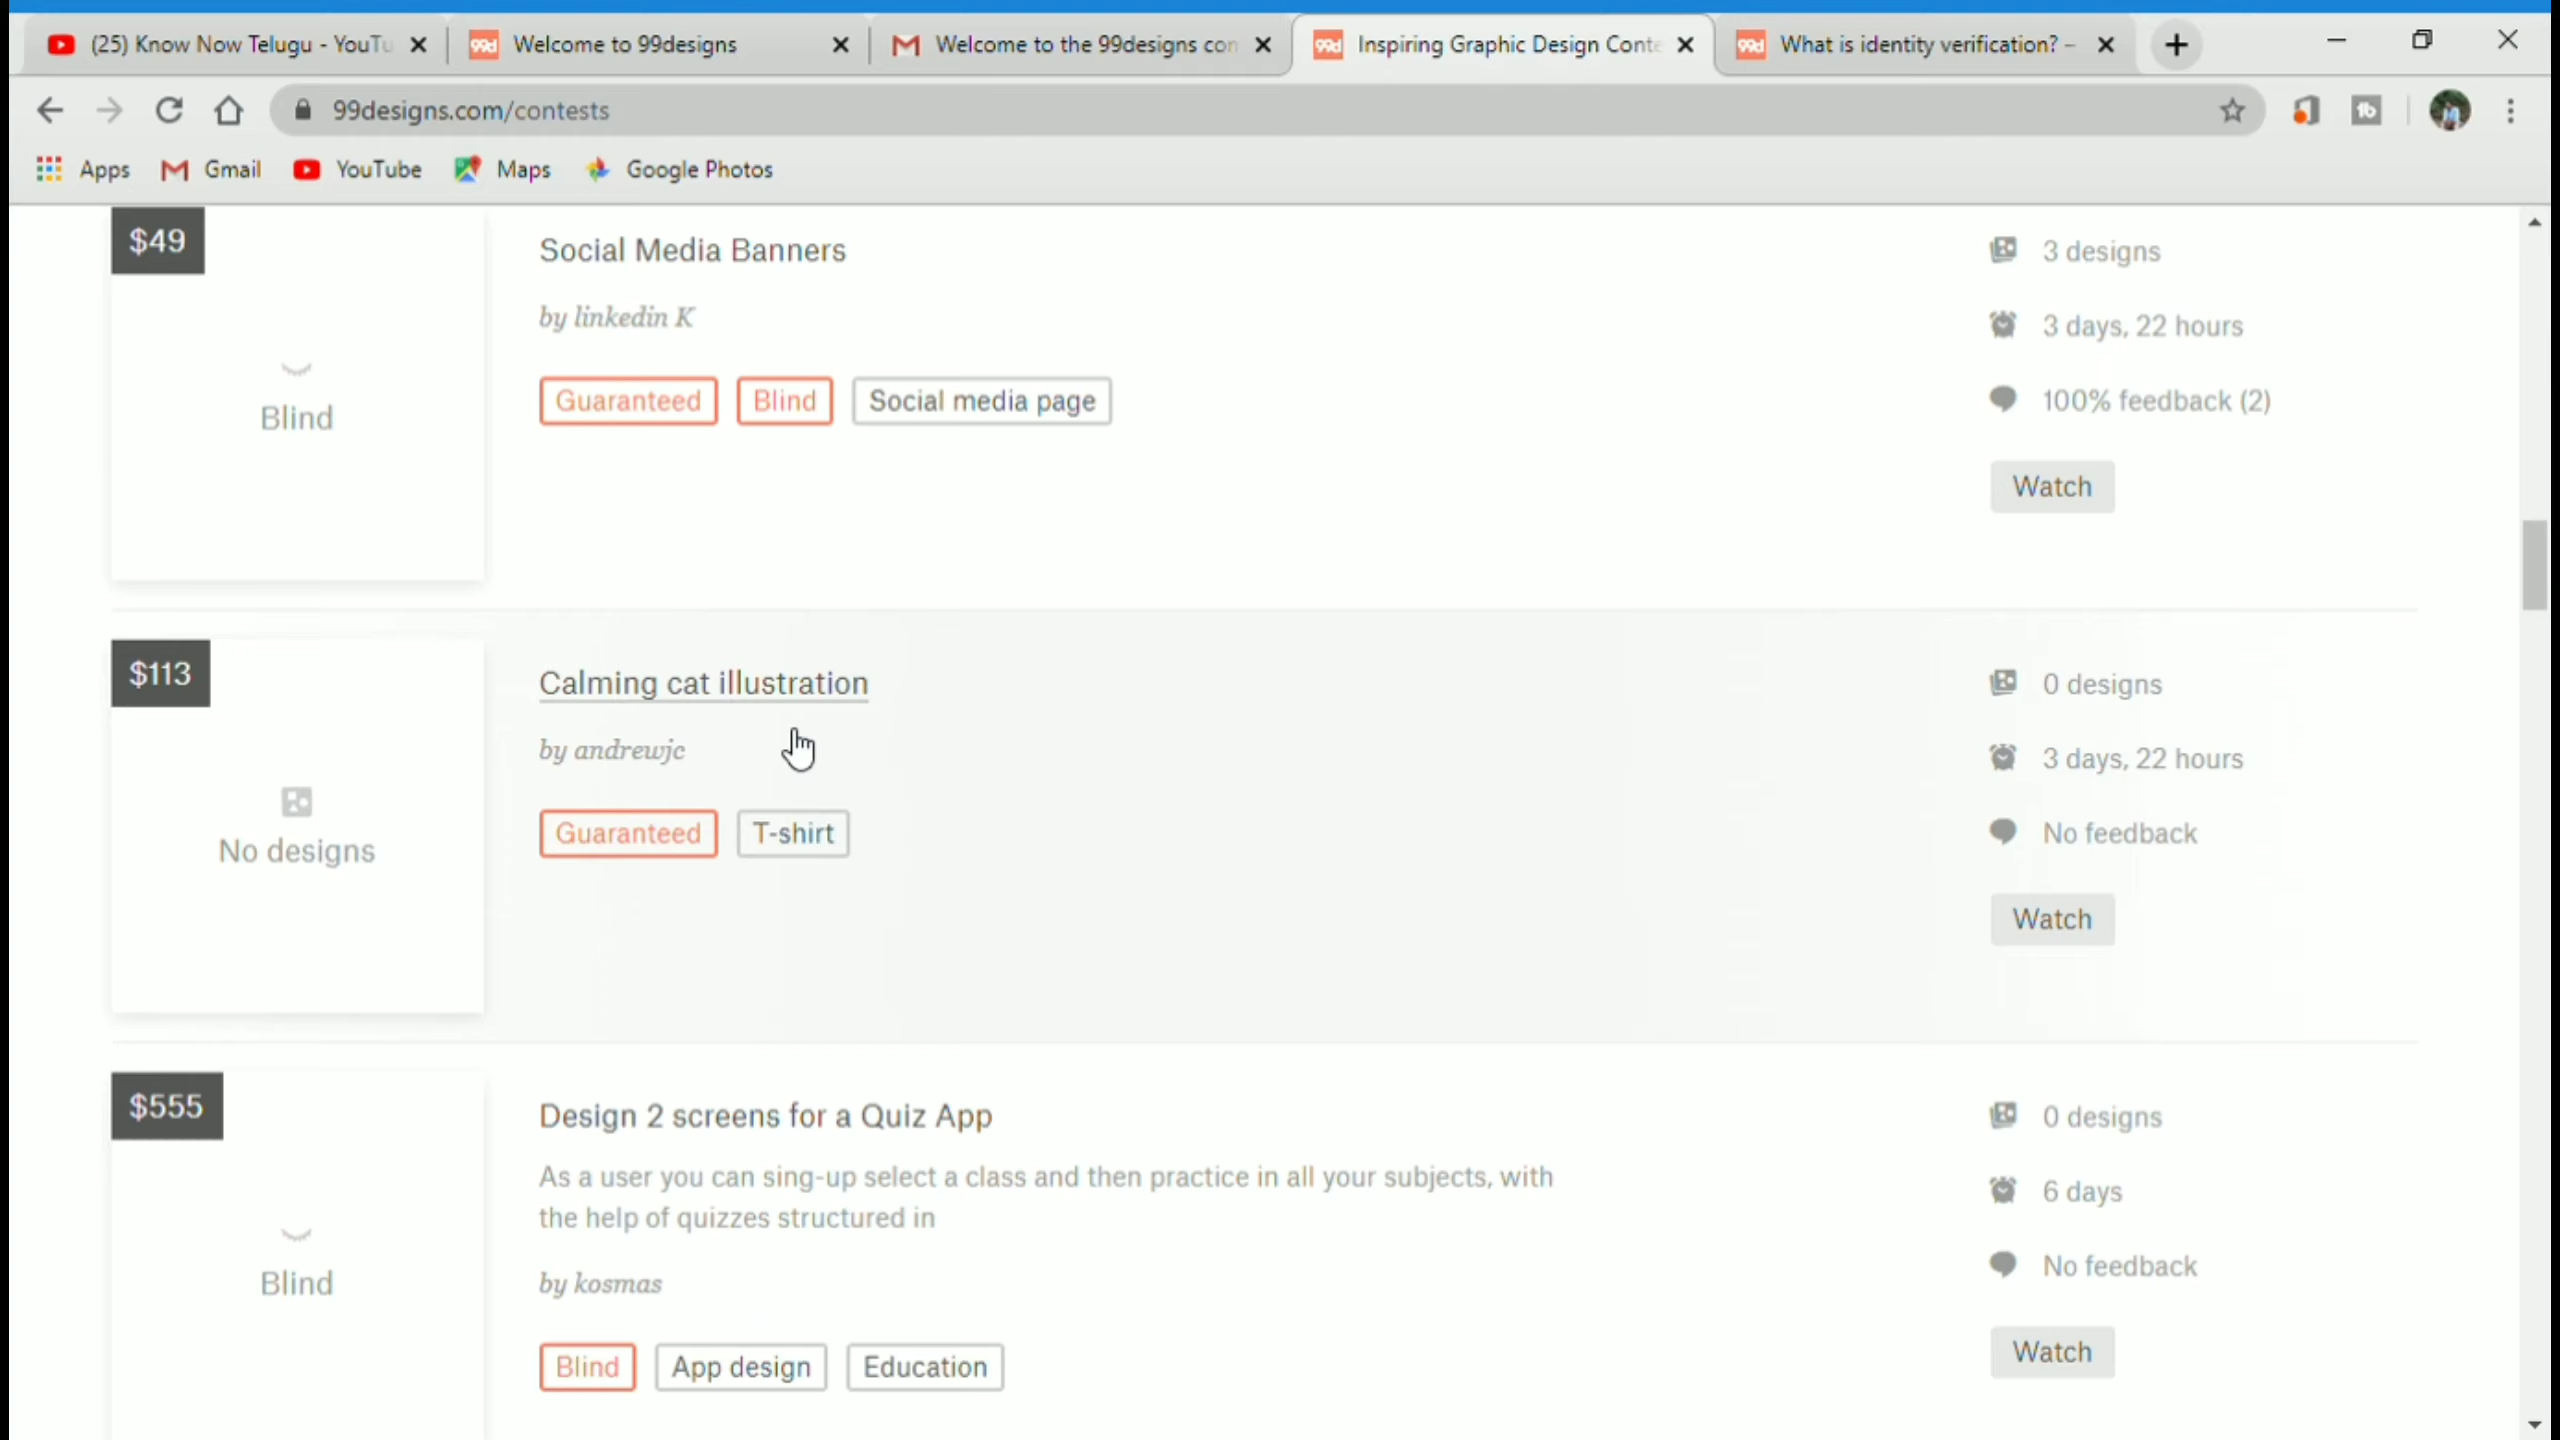 (25) Know Now Telugu - YouTu
99d Welcome to 99designs
Welcome to the 99designs con
99d Inspiring Graphic Design Conte
99d What is identity verification? -
99designs.com/contests
Apps Gmail YouTube Maps Google Photos
$49
Blind
Social Media Banners
by linkedin K
Guaranteed Blind Social media page
3 designs
3 days, 22 hours
100% feedback (2)
Watch
$113
No designs
Calming cat illustration
by andrewjc
Guaranteed T-shirt
0 designs
3 days, 22 hours
No feedback
Watch
$555
Blind
Design 2 screens for a Quiz App
As a user you can sing-up select a class and then practice in all your subjects, with
the help of quizzes structured in
by kosmas
Blind App design Education
0 designs
6 days
No feedback
Watch